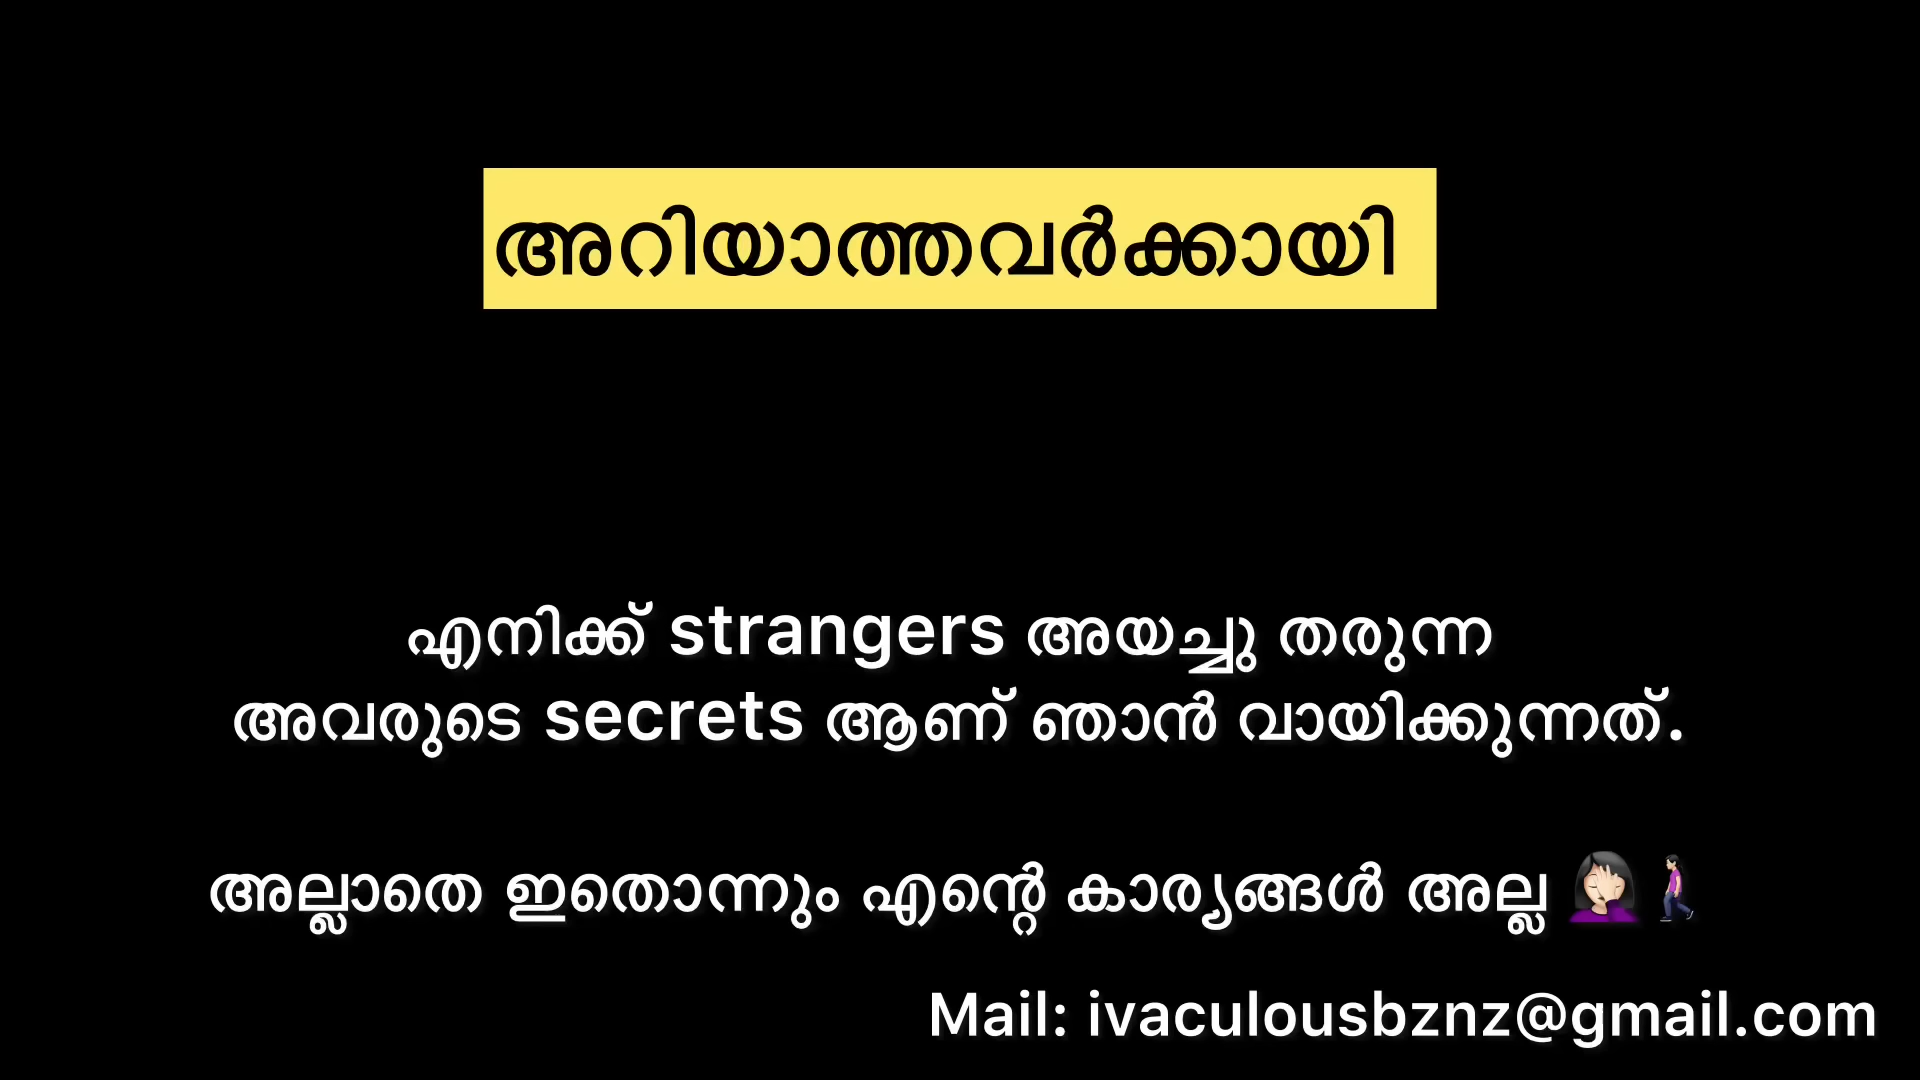 അറിയാത്തവർക്കായി
എനിക്ക് strangers അയച്ചു തരുന്ന
അവരുടെ secrets ആണ് ഞാൻ വായിക്കുന്നത്.
അല്ലാതെ ഇതൊന്നും എന്റെ കാര്യങ്ങൾ അല്ല 🤦🏻‍♀️🚶🏻‍♀️
Mail: ivaculousbznz@gmail.com